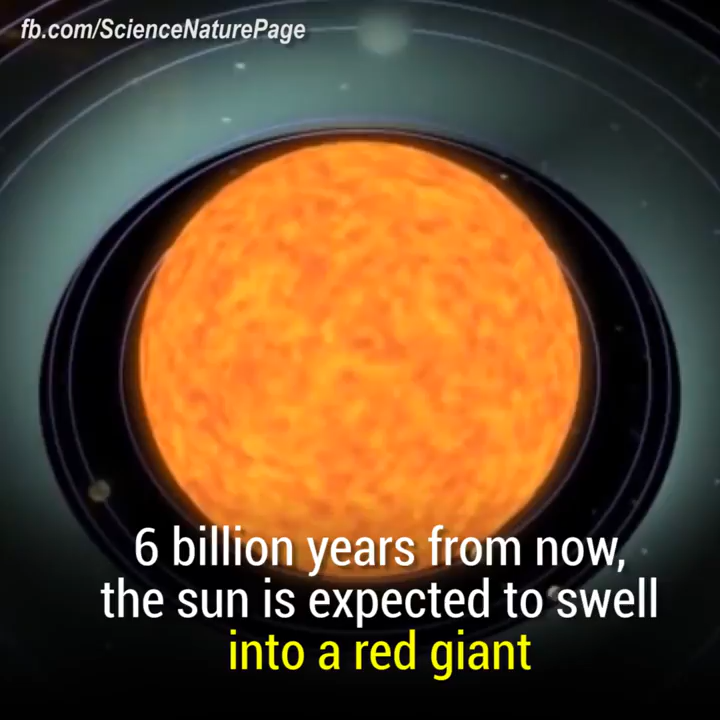 fb.com/ScienceNaturePage
6 billion years from now,
the sun is expected to swell
into a red giant